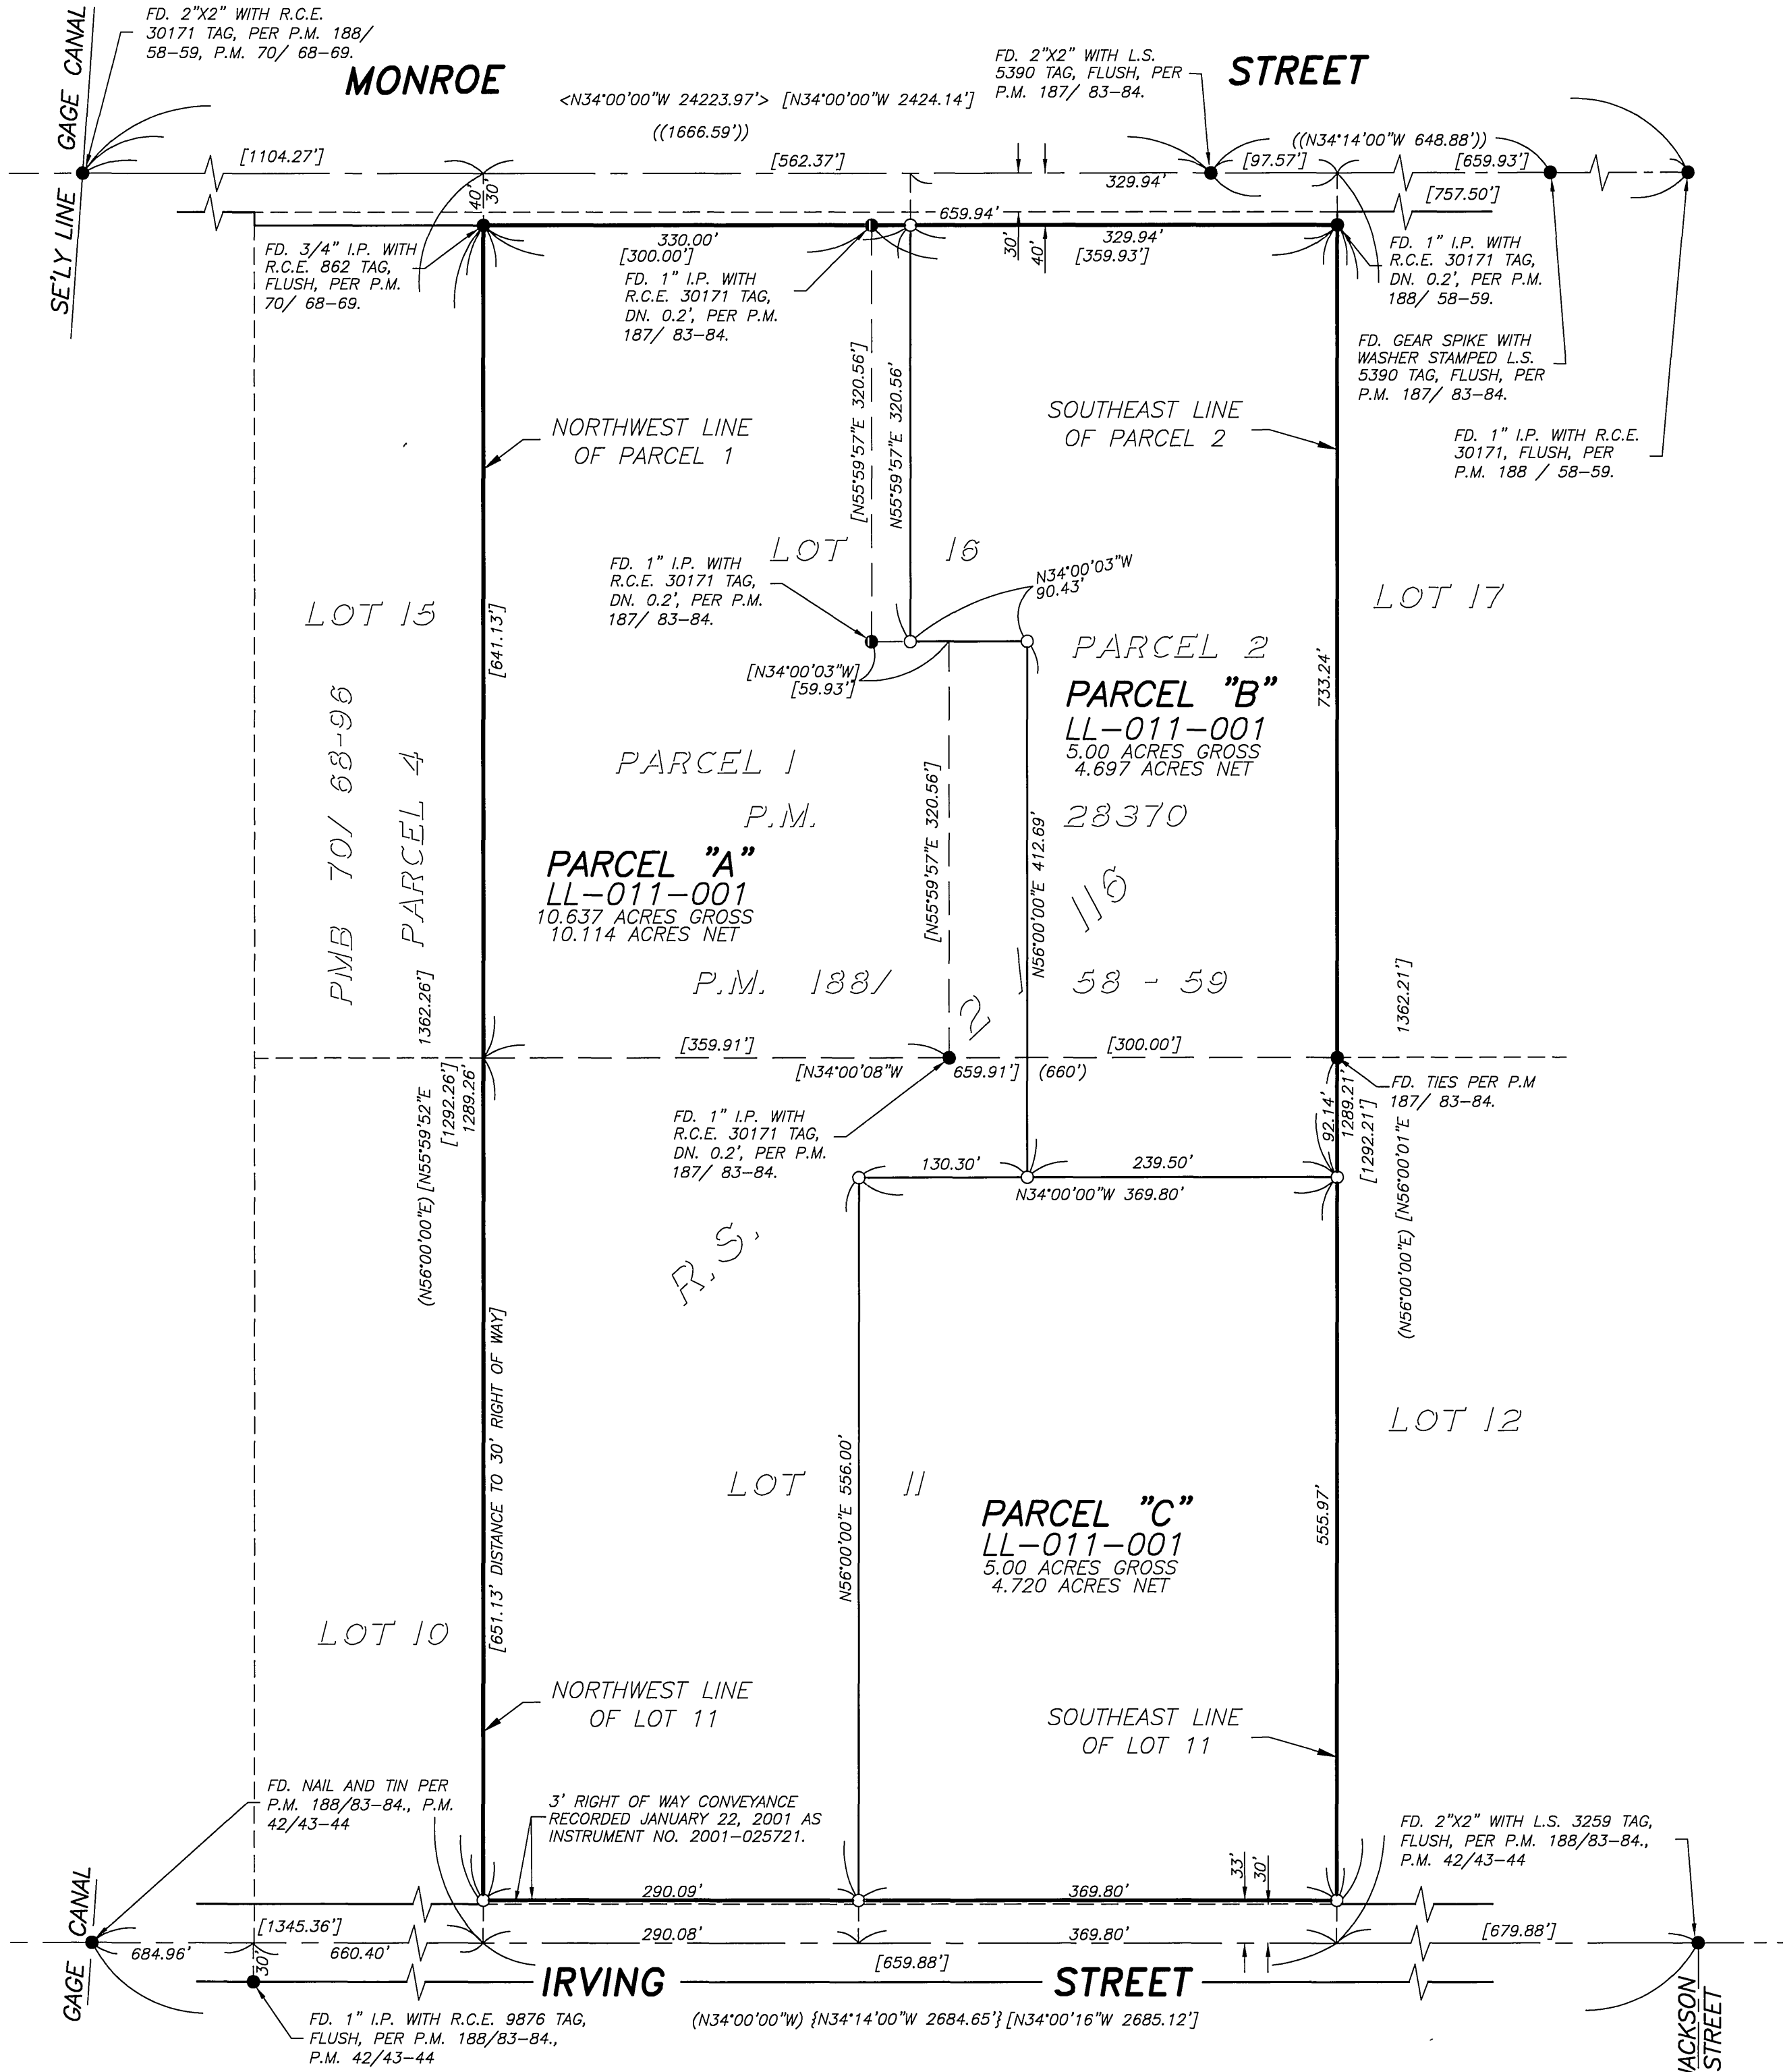 FD. 2"X2" WITH R.C.E.
30171 TAG, PER P.M. 188/
58-59, P.M. 70/ 68-69.
SE'LY LINE GAGE CANAL
MONROE STREET
<N34°00'00"W 24223.97'> [N34°00'00"W 2424.14']
((1666.59'))
FD. 2"X2" WITH L.S.
5390 TAG, FLUSH, PER
P.M. 187/ 83-84.
((N34°14'00"W 648.88'))
[1104.27']
[562.37']
[97.57']
[659.93']
329.94'
[757.50']
40'
30'
659.94'
330.00'
[300.00']
30'
40'
329.94'
[359.93']
FD. 3/4" I.P. WITH
R.C.E. 862 TAG,
FLUSH, PER P.M.
70/ 68-69.
FD. 1" I.P. WITH
R.C.E. 30171 TAG,
DN. 0.2', PER P.M.
187/ 83-84.
FD. 1" I.P. WITH
R.C.E. 30171 TAG,
DN. 0.2', PER P.M.
188/ 58-59.
FD. GEAR SPIKE WITH
WASHER STAMPED L.S.
5390 TAG, FLUSH, PER
P.M. 187/ 83-84.
FD. 1" I.P. WITH R.C.E.
30171, FLUSH, PER
P.M. 188 / 58-59.
NORTHWEST LINE
OF PARCEL 1
[N55°59'57"E 320.56']
N55°59'57"E 320.56'
SOUTHEAST LINE
OF PARCEL 2
LOT 16
FD. 1" I.P. WITH
R.C.E. 30171 TAG,
DN. 0.2', PER P.M.
187/ 83-84.
N34°00'03"W
90.43'
LOT 15
[641.13']
LOT 17
[N34°00'03"W]
[59.93']
PARCEL 2
PARCEL "B"
LL-011-001
5.00 ACRES GROSS
4.697 ACRES NET
733.24'
PMB 70/ 68-96
PARCEL 4
PARCEL 1
P.M. 28370
[N55°59'57"E 320.56']
N56°00'00"E 412.69'
PARCEL "A"
LL-011-001
10.637 ACRES GROSS
10.114 ACRES NET
P.M. 188/ 58 - 59
R.S. 2 / 116
[359.91']
[300.00']
[N34°00'08"W 659.91'] (660')
(N56°00'00"E) [N55°59'52"E 1362.26']
[1292.26']
1289.26'
FD. 1" I.P. WITH
R.C.E. 30171 TAG,
DN. 0.2', PER P.M.
187/ 83-84.
FD. TIES PER P.M
187/ 83-84.
92.14'
1289.21'
[1292.21']
(N56°00'00"E) [N56°00'01"E 1362.21']
130.30'
239.50'
N34°00'00"W 369.80'
[651.13' DISTANCE TO 30' RIGHT OF WAY]
LOT 12
LOT 11
N56°00'00"E 556.00'
PARCEL "C"
LL-011-001
5.00 ACRES GROSS
4.720 ACRES NET
555.97'
LOT 10
NORTHWEST LINE
OF LOT 11
SOUTHEAST LINE
OF LOT 11
FD. NAIL AND TIN PER
P.M. 188/83-84., P.M.
42/43-44
3' RIGHT OF WAY CONVEYANCE
RECORDED JANUARY 22, 2001 AS
INSTRUMENT NO. 2001-025721.
FD. 2"X2" WITH L.S. 3259 TAG,
FLUSH, PER P.M. 188/83-84.,
P.M. 42/43-44
33'
30'
290.09'
369.80'
GAGE CANAL
[1345.36']
684.96'
660.40'
290.08'
369.80'
[659.88']
[679.88']
30'
IRVING STREET
(N34°00'00"W) {N34°14'00"W 2684.65'} [N34°00'16"W 2685.12']
FD. 1" I.P. WITH R.C.E. 9876 TAG,
FLUSH, PER P.M. 188/83-84.,
P.M. 42/43-44
JACKSON
STREET